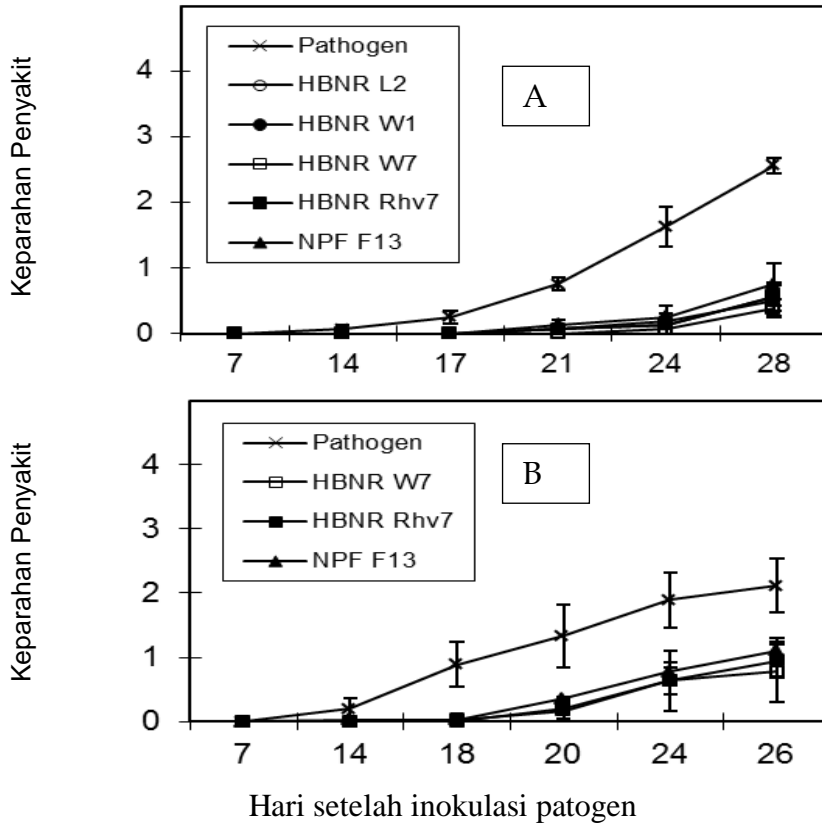 Keparahan Penyakit
4
3
2
1
0
Pathogen
HBNR L2
HBNR W1
HBNR W7
HBNR Rhv7
NPF F13
A
7 14 17 21 24 28
Keparahan Penyakit
4
3
2
1
0
Pathogen
HBNR W7
HBNR Rhv7
NPF F13
B
7 14 18 20 24 26
Hari setelah inokulasi patogen